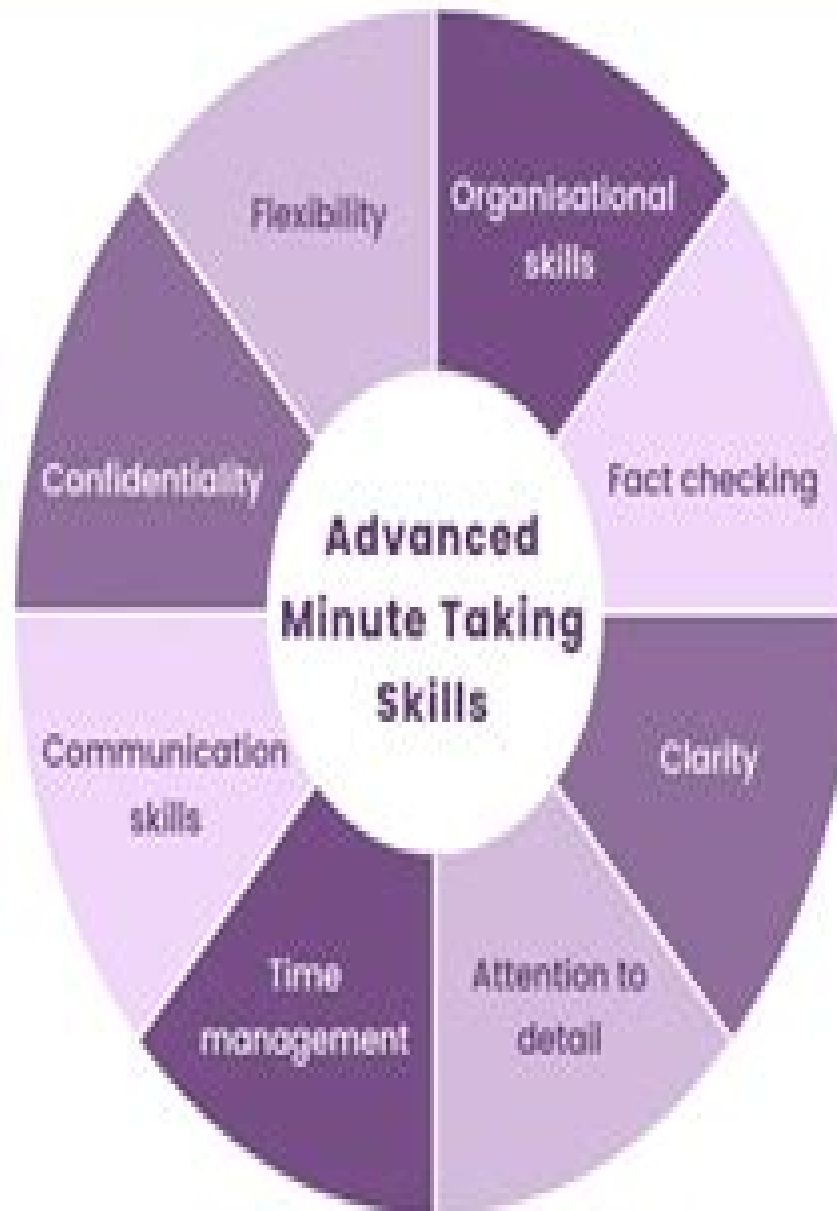 Advanced
Minute Taking
Skills
Organisational
skills
Fact checking
Clarity
Attention to
detail
Time
management
Communication
skills
Confidentiality
Flexibility